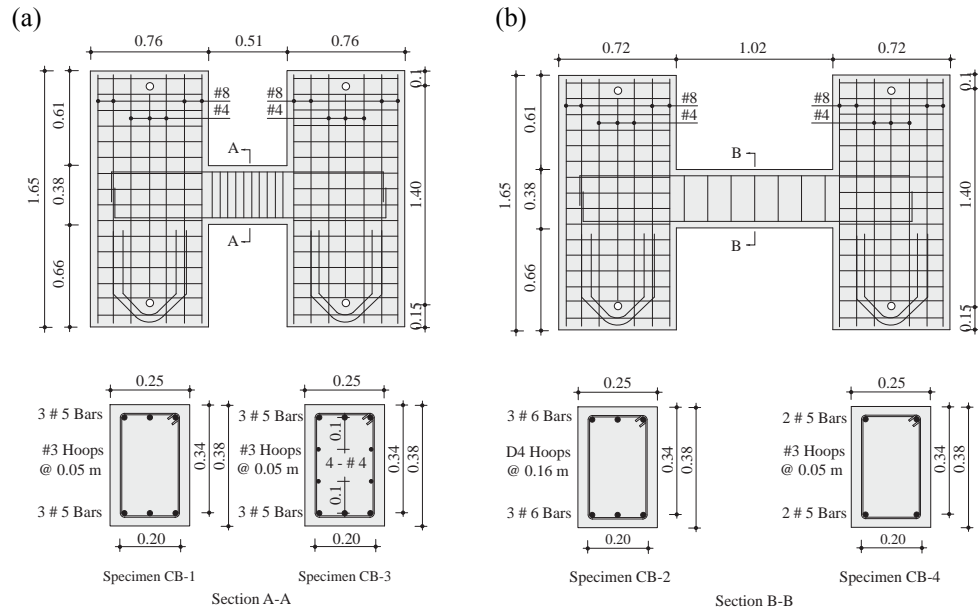 (a)
0.76 0.51 0.76
0.1
0.61
#8
#4
#8
#4
A
1.65
0.38
1.40
A
0.66
0.15
0.25
3 # 5 Bars
#3 Hoops
@ 0.05 m
3 # 5 Bars
0.34
0.38
0.20
Specimen CB-1
0.25
3 # 5 Bars
0.1
#3 Hoops
@ 0.05 m
4 - # 4
0.1
3 # 5 Bars
0.34
0.38
0.20
Specimen CB-3
Section A-A
(b)
0.72 1.02 0.72
0.1
0.61
#8
#4
#8
#4
B
1.65
0.38
1.40
B
0.66
0.15
0.25
3 # 6 Bars
D4 Hoops
@ 0.16 m
3 # 6 Bars
0.34
0.38
0.20
Specimen CB-2
0.25
2 # 5 Bars
#3 Hoops
@ 0.05 m
2 # 5 Bars
0.34
0.38
0.20
Specimen CB-4
Section B-B